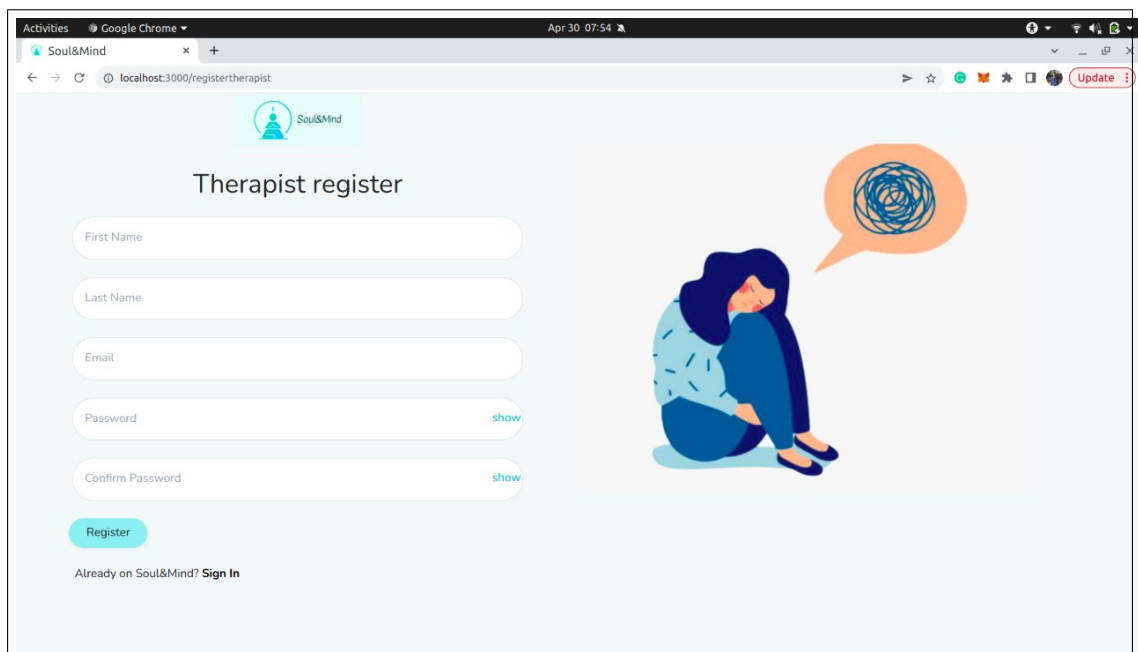 Activities Google Chrome Apr 30 07:54
Soul&Mind
localhost:3000/registertherapist Update
Soul&Mind
Therapist register
First Name
Last Name
Email
Password show
Confirm Password show
Register
Already on Soul&Mind? Sign In